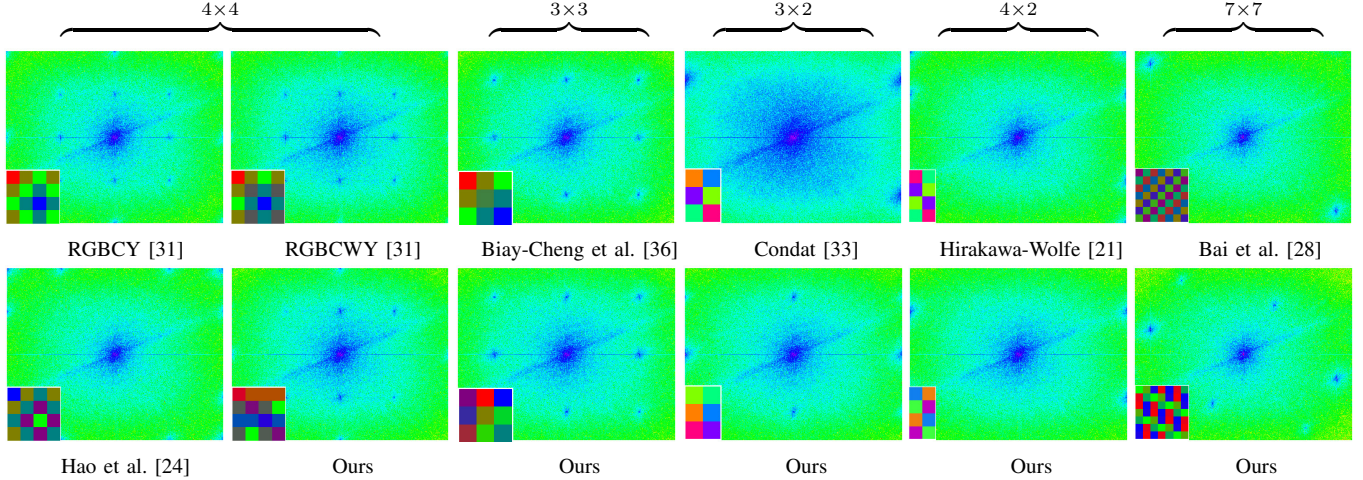 4×4 3×3 3×2 4×2 7×7
RGBCY [31] RGBCWY [31] Biay-Cheng et al. [36] Condat [33] Hirakawa-Wolfe [21] Bai et al. [28]
Hao et al. [24] Ours Ours Ours Ours Ours